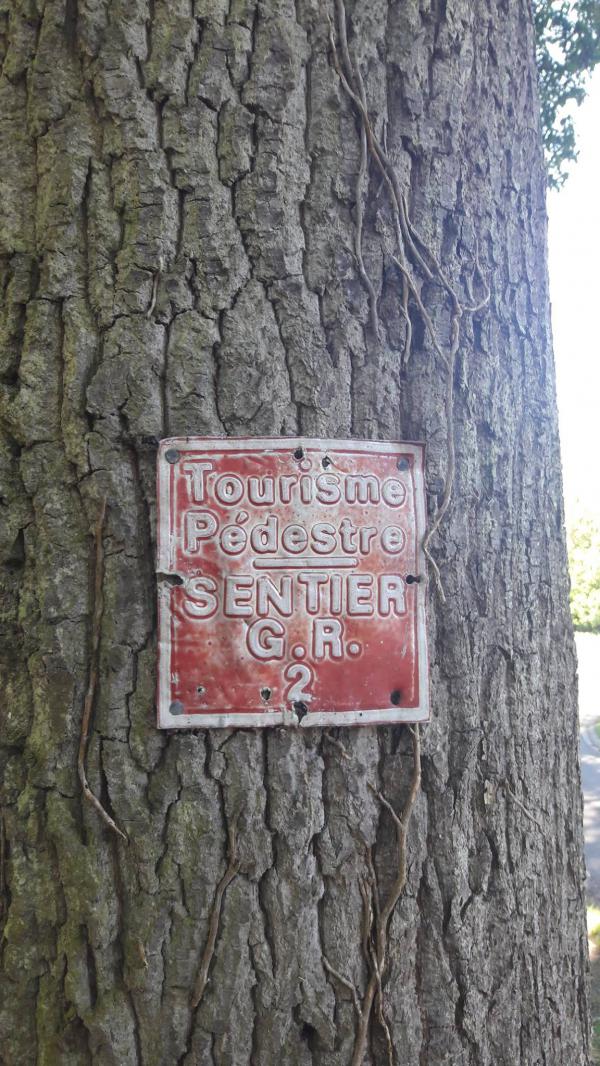 Tourisme
Pédestre
SENTIER
G.R.
2